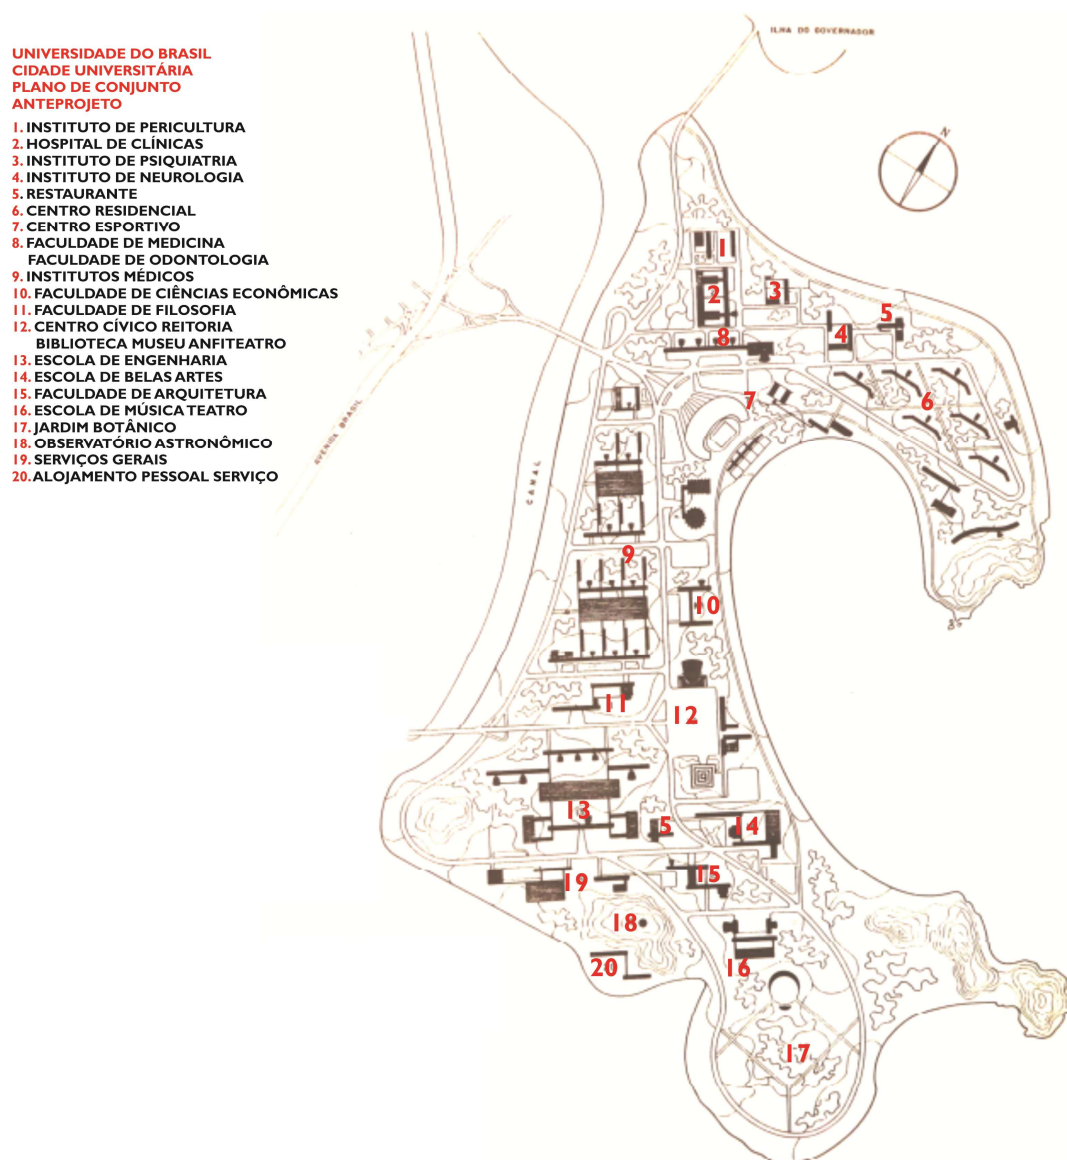 UNIVERSIDADE DO BRASIL
CIDADE UNIVERSITÁRIA
PLANO DE CONJUNTO
ANTEPROJETO
1. INSTITUTO DE PERICULTURA
2. HOSPITAL DE CLÍNICAS
3. INSTITUTO DE PSIQUIATRIA
4. INSTITUTO DE NEUROLOGIA
5. RESTAURANTE
6. CENTRO RESIDENCIAL
7. CENTRO ESPORTIVO
8. FACULDADE DE MEDICINA
FACULDADE DE ODONTOLOGIA
9. INSTITUTOS MÉDICOS
10. FACULDADE DE CIÊNCIAS ECONÔMICAS
11. FACULDADE DE FILOSOFIA
12. CENTRO CÍVICO REITORIA
BIBLIOTECA MUSEU ANFITEATRO
13. ESCOLA DE ENGENHARIA
14. ESCOLA DE BELAS ARTES
15. FACULDADE DE ARQUITETURA
16. ESCOLA DE MÚSICA TEATRO
17. JARDIM BOTÂNICO
18. OBSERVATÓRIO ASTRONÔMICO
19. SERVIÇOS GERAIS
20. ALOJAMENTO PESSOAL SERVIÇO
ILHA DO GOVERNADOR
N
1
2
3
5
8
4
7
6
AVENIDA BRASIL
CANAL
9
10
11
12
13
5
14
19
15
18
20
16
17